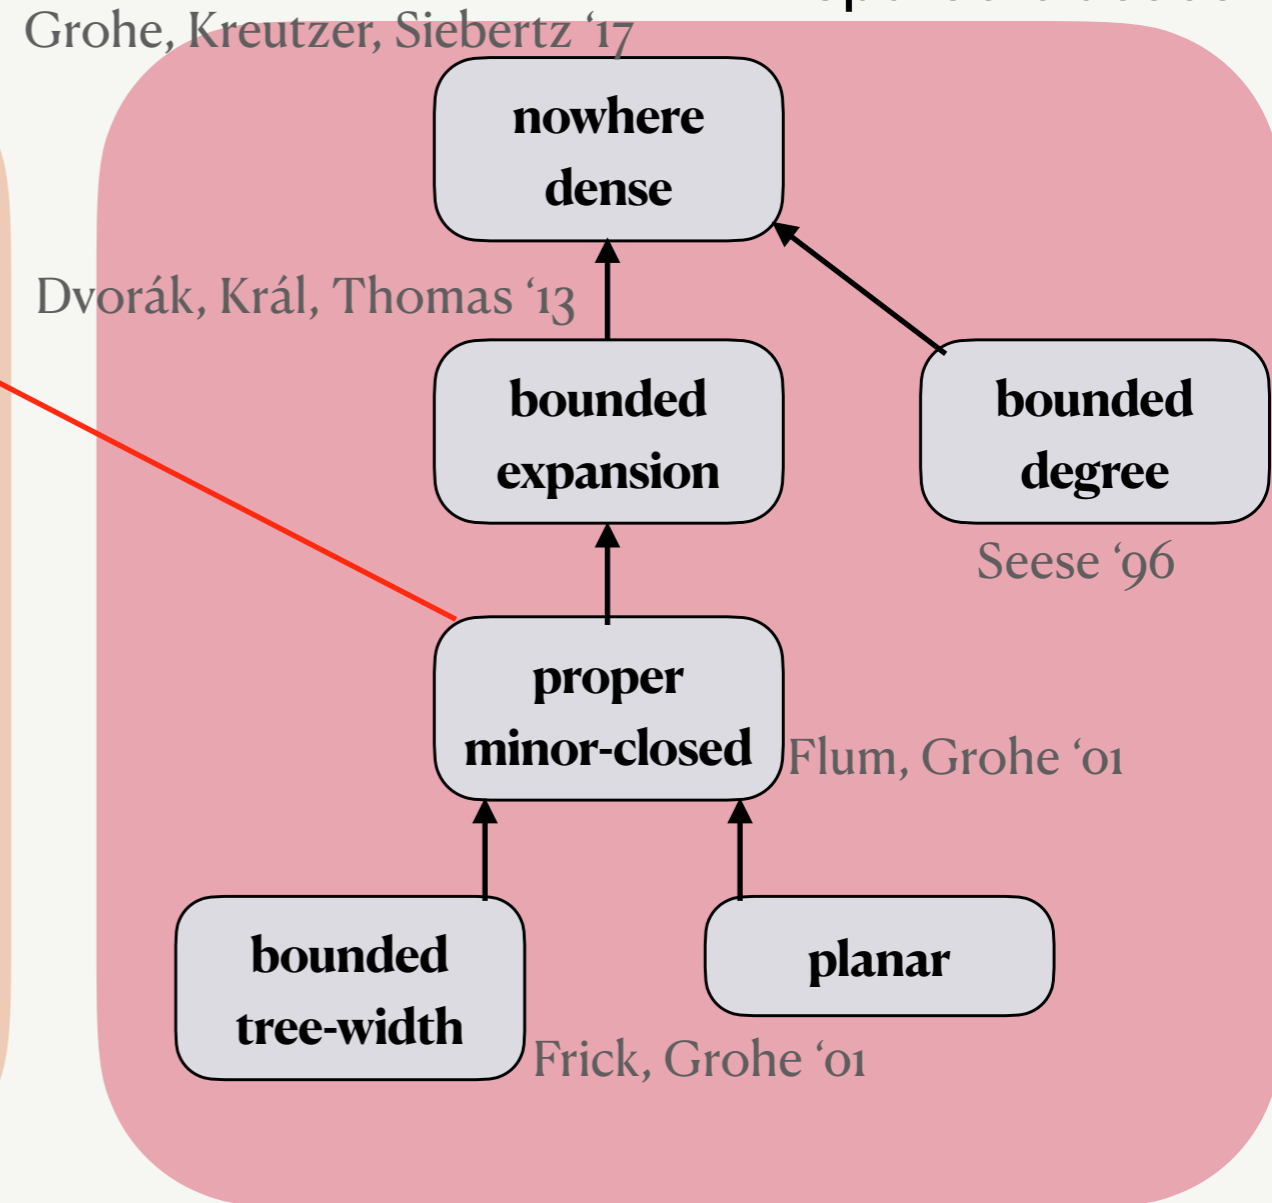 Grohe, Kreutzer, Siebertz ‘17
nowhere
dense
Dvorák, Král, Thomas ‘13
bounded
expansion
bounded
degree
Seese ‘96
proper
minor-closed
Flum, Grohe ‘01
bounded
tree-width
planar
Frick, Grohe ‘01